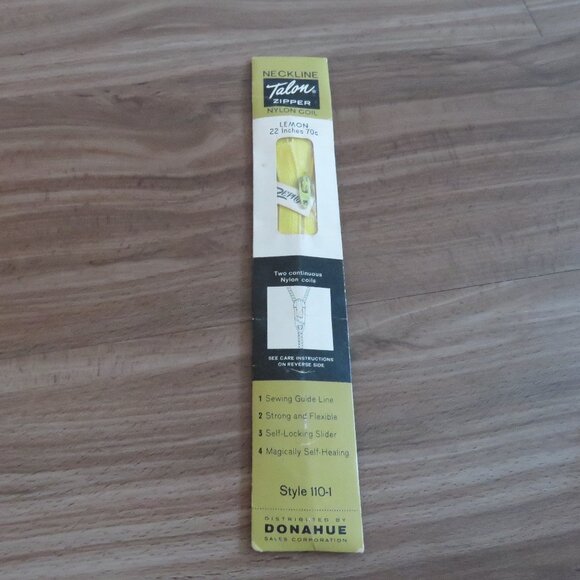 NECKLINE
Talon®
ZIPPER
NYLON COIL
LEMON
22 Inches 70c
Two continuous
Nylon coils
SEE CARE INSTRUCTIONS
ON REVERSE SIDE
1 Sewing Guide Line
2 Strong and Flexible
3 Self-Locking Slider
4 Magically Self-Healing
Style 110-1
DISTRIBUTED BY
DONAHUE
SALES CORPORATION